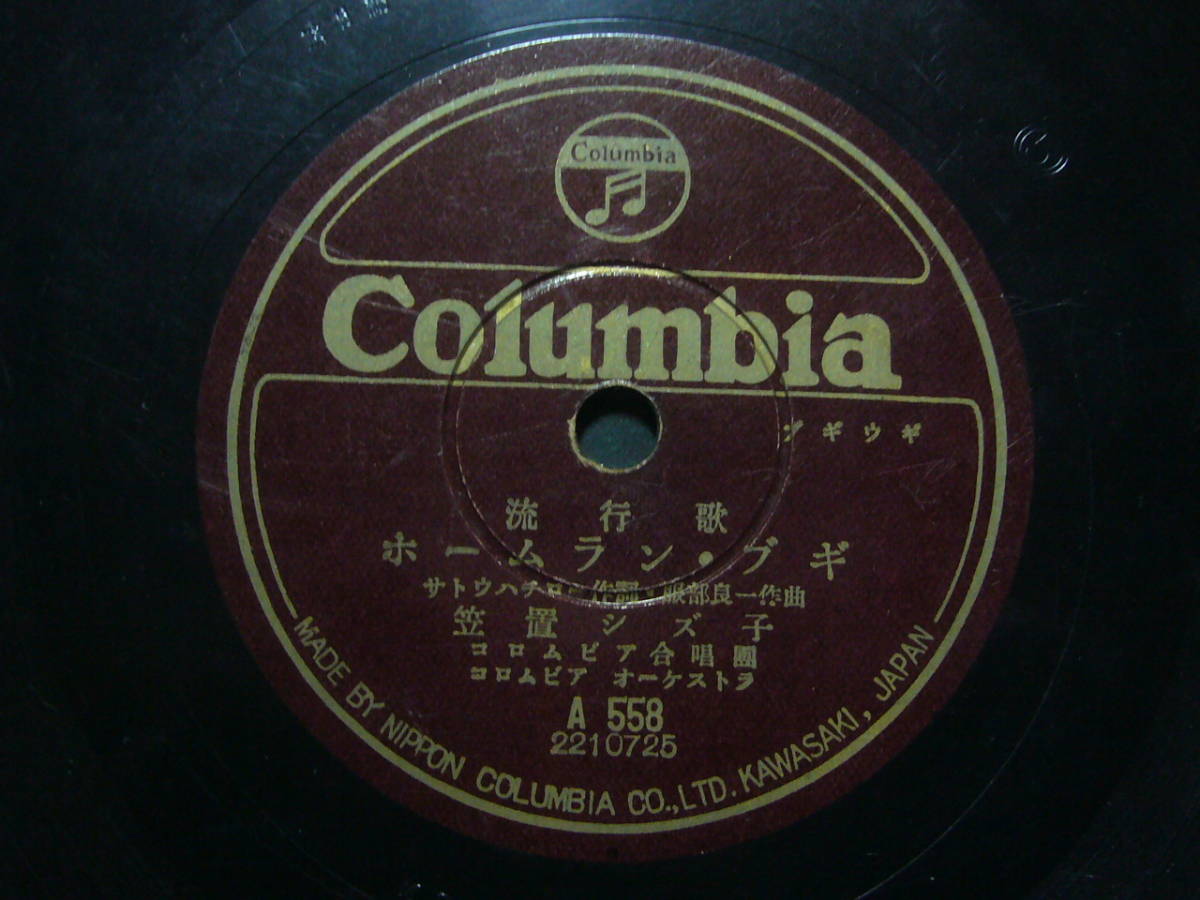 Columbia
Columbia
ブギウギ
流行歌
ホームラン・ブギ
サトウハチロー作詞・服部良一作曲
笠置シズ子
コロムビア合唱團
コロムビア オーケストラ
A 558
2210725
MADE BY NIPPON COLUMBIA CO., LTD. KAWASAKI, JAPAN